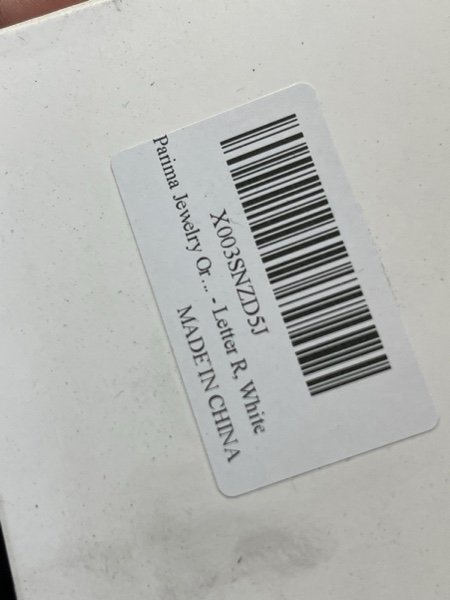 X003SNZD5J
Parima Jewelry Or... - Letter R, White
MADE IN CHINA